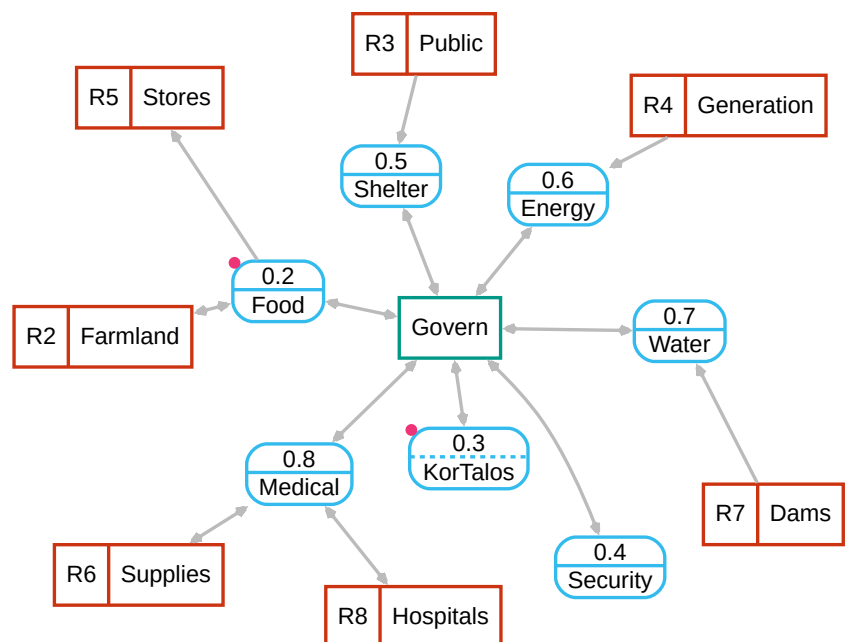 R3 Public
R5 Stores
R4 Generation
0.5
Shelter
0.6
Energy
0.2
Food
R2 Farmland
Govern
0.7
Water
0.3
KorTalos
0.8
Medical
R7 Dams
0.4
Security
R6 Supplies
R8 Hospitals